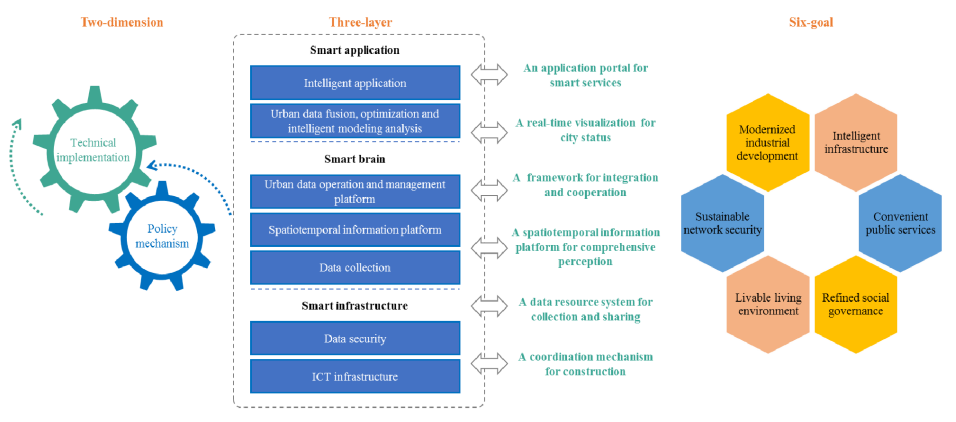 Two-dimension
Three-layer
Six-goal
Technical
implementation
Policy
mechanism
Smart application
Intelligent application
Urban data fusion, optimization and
intelligent modeling analysis
Smart brain
Urban data operation and management
platform
Spatiotemporal information platform
Data collection
Smart infrastructure
Data security
ICT infrastructure
An application portal for
smart services
A real-time visualization for
city status
A framework for integration
and cooperation
A spatiotemporal information
platform for comprehensive
perception
A data resource system for
collection and sharing
A coordination mechanism
for construction
Modernized
industrial
development
Intelligent
infrastructure
Sustainable
network security
Convenient
public services
Livable living
environment
Refined social
governance